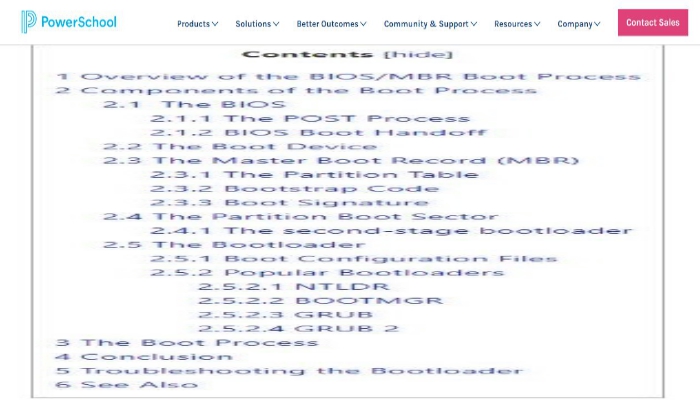 PowerSchool Products Solutions Better Outcomes Community & Support Resources Company Contact Sales
Contents [hide]
1 Overview of the BIOS/MBR Boot Process
2 Components of the Boot Process
2.1 The BIOS
2.1.1 The POST Process
2.1.2 BIOS Boot Handoff
2.2 The Boot Device
2.3 The Master Boot Record (MBR)
2.3.1 The Partition Table
2.3.2 Bootstrap Code
2.3.3 Boot Signature
2.4 The Partition Boot Sector
2.4.1 The second-stage bootloader
2.5 The Bootloader
2.5.1 Boot Configuration Files
2.5.2 Popular Bootloaders
2.5.2.1 NTLDR
2.5.2.2 BOOTMGR
2.5.2.3 GRUB
2.5.2.4 GRUB 2
3 The Boot Process
4 Conclusion
5 Troubleshooting the Bootloader
6 See Also